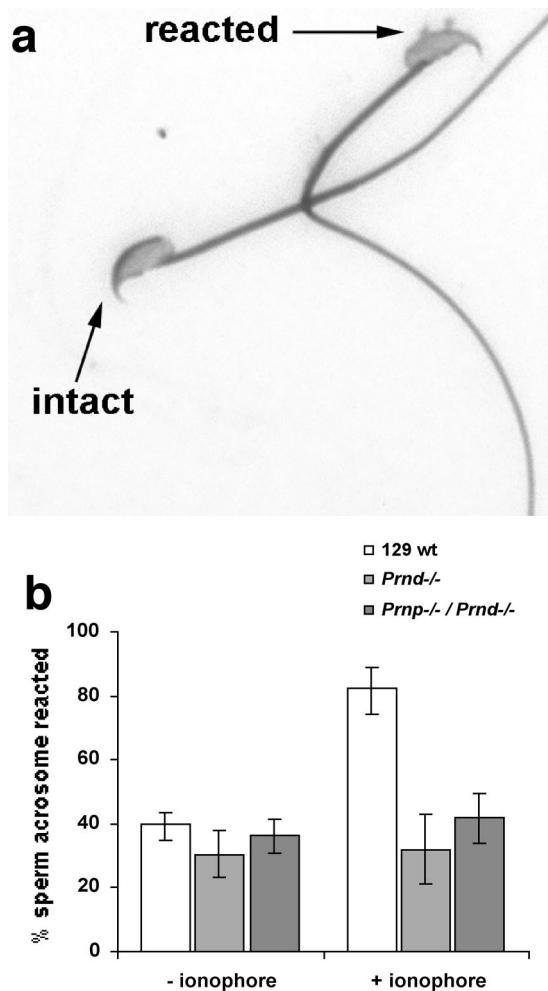 a
reacted
intact
b
129 wt
Prnd-/-
Prnp-/- / Prnd-/-
% sperm acrosome reacted
100
80
60
40
20
0
- ionophore
+ ionophore